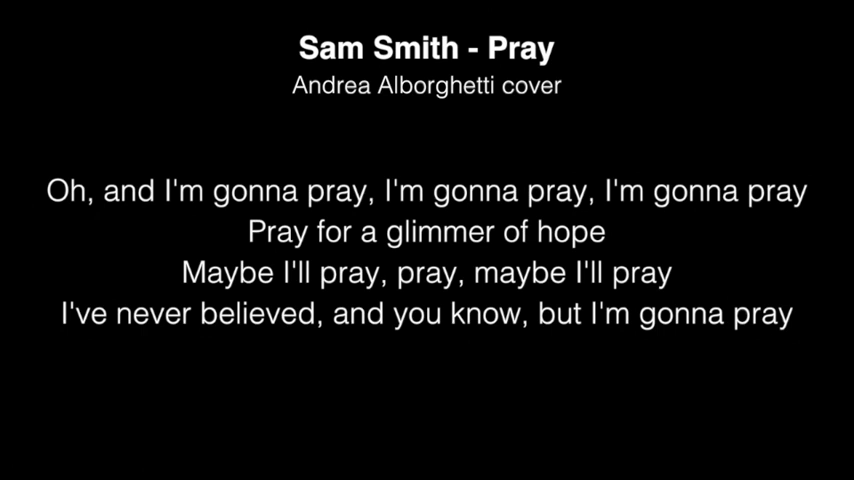 Sam Smith - Pray
Andrea Alborghetti cover
Oh, and I'm gonna pray, I'm gonna pray, I'm gonna pray
Pray for a glimmer of hope
Maybe I'll pray, pray, maybe I'll pray
I've never believed, and you know, but I'm gonna pray